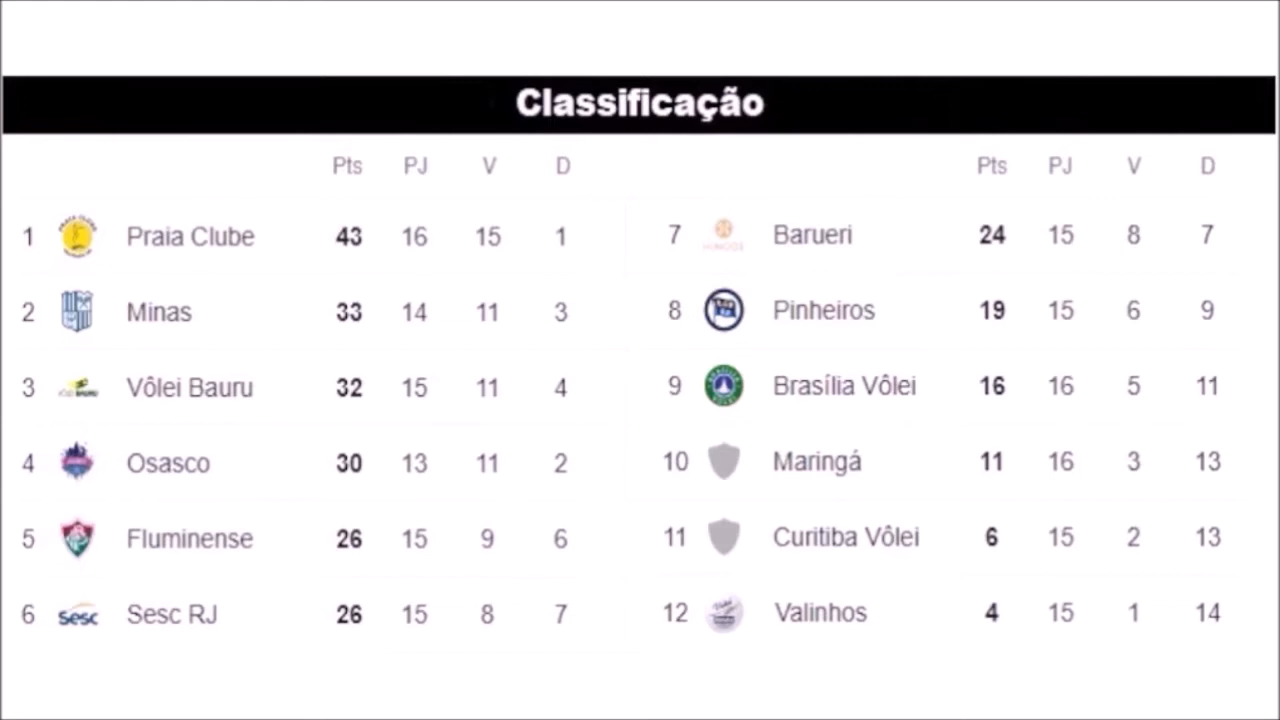 Classificação
Pts PJ V D
1 Praia Clube 43 16 15 1
2 Minas 33 14 11 3
3 Vôlei Bauru 32 15 11 4
4 Osasco 30 13 11 2
5 Fluminense 26 15 9 6
6 Sesc Sesc RJ 26 15 8 7
Pts PJ V D
7 Barueri 24 15 8 7
8 Pinheiros 19 15 6 9
9 Brasília Vôlei 16 16 5 11
10 Maringá 11 16 3 13
11 Curitiba Vôlei 6 15 2 13
12 Valinhos 4 15 1 14